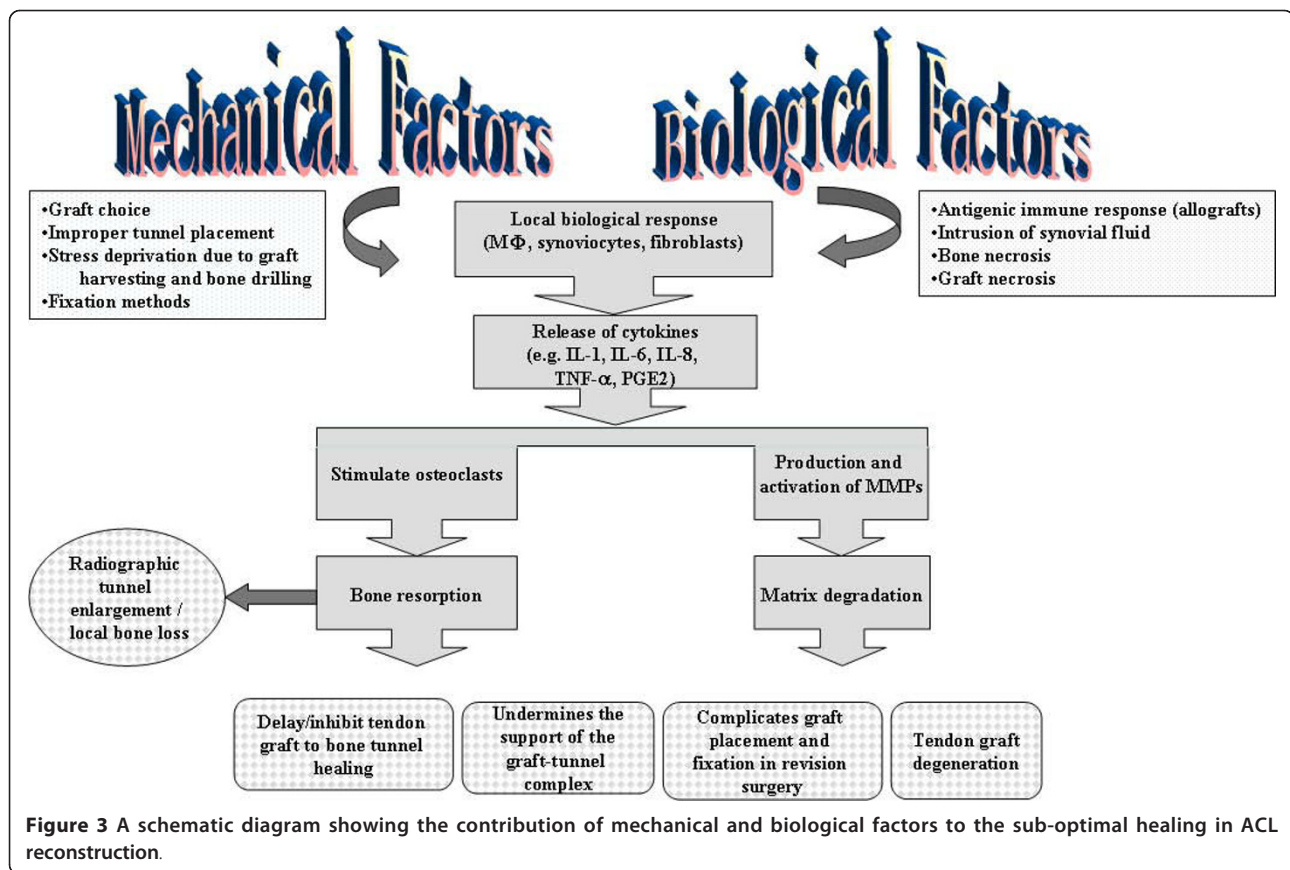 Mechanical Factors
Biological Factors
•Graft choice
•Improper tunnel placement
•Stress deprivation due to graft
harvesting and bone drilling
•Fixation methods
Local biological response
(MΦ, synoviocytes, fibroblasts)
•Antigenic immune response (allografts)
•Intrusion of synovial fluid
•Bone necrosis
•Graft necrosis
Release of cytokines
(e.g. IL-1, IL-6, IL-8,
TNF-α, PGE2)
Stimulate osteoclasts
Production and
activation of MMPs
Radiographic
tunnel
enlargement /
local bone loss
Bone resorption
Matrix degradation
Delay/inhibit tendon
graft to bone tunnel
healing
Undermines the
support of the
graft-tunnel
complex
Complicates graft
placement and
fixation in revision
surgery
Tendon graft
degeneration
Figure 3 A schematic diagram showing the contribution of mechanical and biological factors to the sub-optimal healing in ACL
reconstruction.